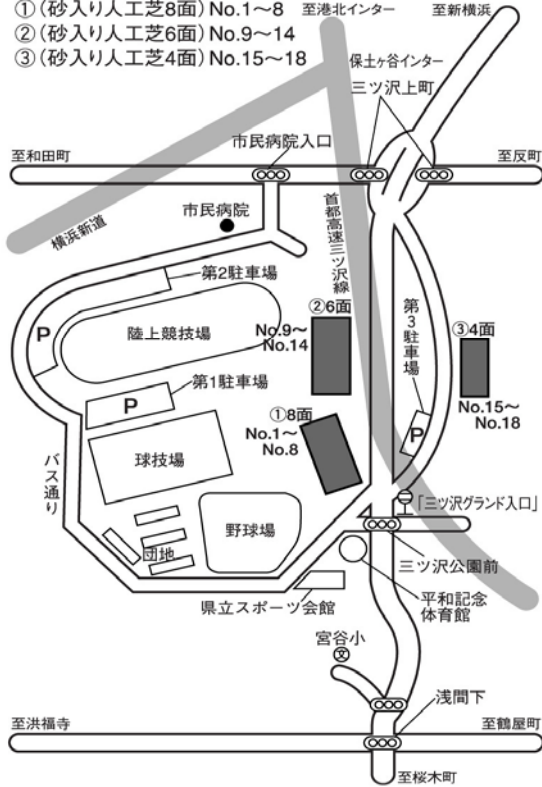 ①(砂入り人工芝8面)No.1〜8
②(砂入り人工芝6面)No.9〜14
③(砂入り人工芝4面)No.15〜18
至港北インター
至新横浜
保土ヶ谷インター
三ツ沢上町
市民病院入口
至和田町
至反町
市民病院
横浜新道
首都高速三ツ沢線
第2駐車場
P
陸上競技場
②6面
No.9〜
No.14
第3駐車場
③4面
No.15〜
No.18
第1駐車場
P
①8面
No.1〜
No.8
P
球技場
バス通り
野球場
団地
「三ツ沢グランド入口」
三ツ沢公園前
県立スポーツ会館
平和記念
体育館
宮谷小
文
浅間下
至洪福寺
至鶴屋町
至桜木町